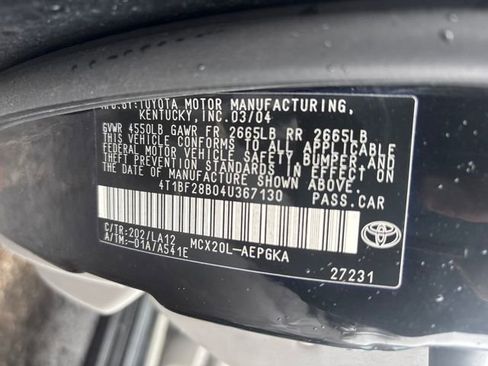 MFG.BY:TOYOTA MOTOR MANUFACTURING,
KENTUCKY, INC. 03/04
GVWR 4550LB GAWR FR 2665LB RR 2665LB
THIS VEHICLE CONFORMS TO ALL APPLICABLE
FEDERAL MOTOR VEHICLE SAFETY, BUMPER, AND
THEFT PREVENTION STANDARDS IN EFFECT ON
THE DATE OF MANUFACTURE SHOWN ABOVE.
4T1BF28B04U367130 PASS.CAR
C/TR:202/LA12 MCX20L-AEPGKA
A/TM:-01A/A541E
27231
TOYOTA